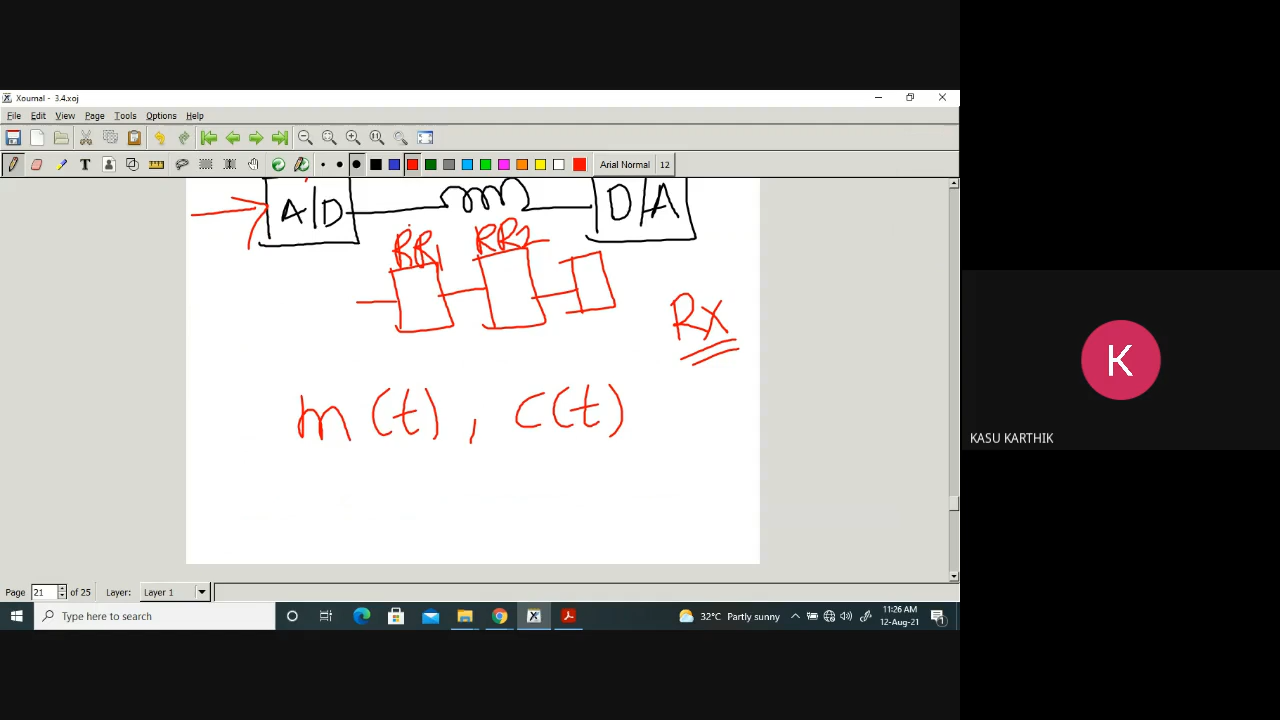 Xournal - 3.4.xoj
File Edit View Page Tools Options Help
T Arial Normal 12
A/D D/A
RR1 RR2
Rx
m(t), c(t)
K
KASU KARTHIK
Page 21 of 25 Layer: Layer 1
Type here to search 32°C Partly sunny 11:26 AM
12-Aug-21